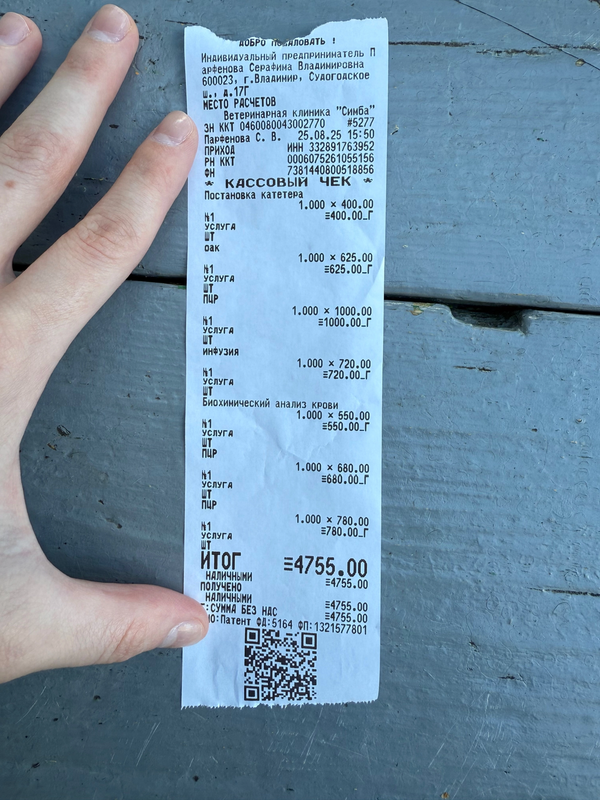 ДОБРО ПОЖАЛОВАТЬ !
Индивидуальный предприниматель П
арфенова Серафина Владимировна
600023, г.Владимир, Судогодское
ш., д.17Г
МЕСТО РАСЧЕТОВ
Ветеринарная клиника "Симба"
ЗН ККТ 0460080043002770 #5277
Парфенова С. В. 25.08.25 15:50
ПРИХОД ИНН 332891763952
РН ККТ 0006075261055156
ФН 7381440800518856
* КАССОВЫЙ ЧЕК *
Постановка катетера
1.000 × 400.00
№1 ≡400.00_Г
УСЛУГА
ШТ
оак
1.000 × 625.00
№1 ≡625.00_Г
УСЛУГА
ШТ
ПЦР
1.000 × 1000.00
№1 ≡1000.00_Г
УСЛУГА
ШТ
инфузия
1.000 × 720.00
№1 ≡720.00_Г
УСЛУГА
ШТ
Биохимический анализ крови
1.000 × 550.00
№1 ≡550.00_Г
УСЛУГА
ШТ
ПЦР
1.000 × 680.00
№1 ≡680.00_Г
УСЛУГА
ШТ
ПЦР
1.000 × 780.00
№1 ≡780.00_Г
УСЛУГА
ШТ
ИТОГ ≡4755.00
НАЛИЧНЫМИ ≡4755.00
ПОЛУЧЕНО
НАЛИЧНЫМИ ≡4755.00
Г:СУММА БЕЗ НДС ≡4755.00
НО:Патент ФД:5164 ФП:1321577801